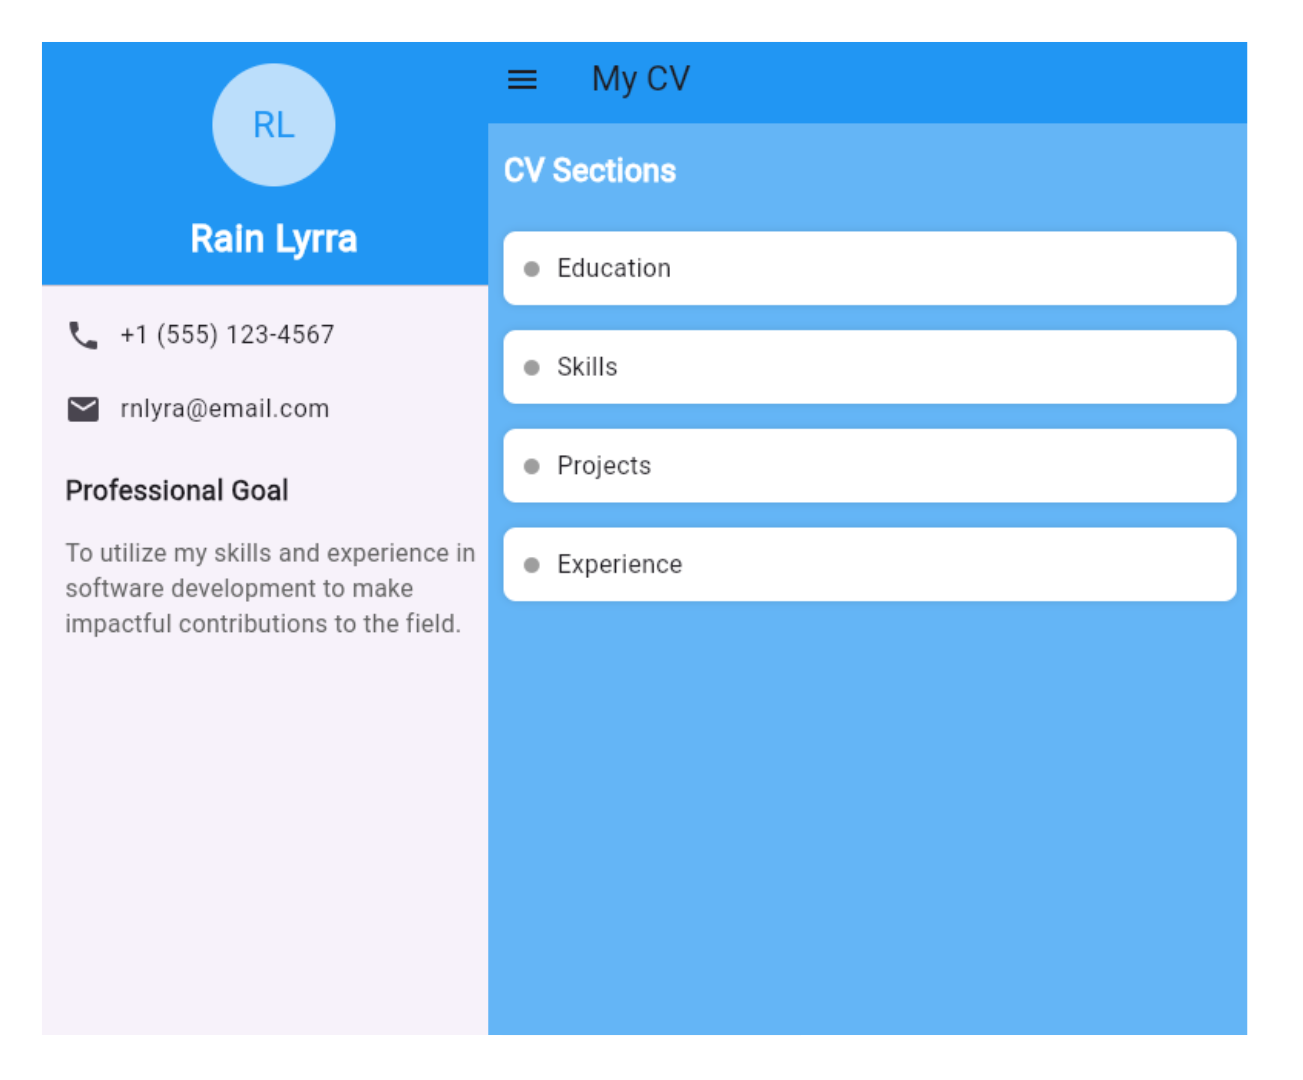 RL
Rain Lyrra
+1 (555) 123-4567
rnlyra@email.com
Professional Goal
To utilize my skills and experience in
software development to make
impactful contributions to the field.
My CV
CV Sections
Education
Skills
Projects
Experience